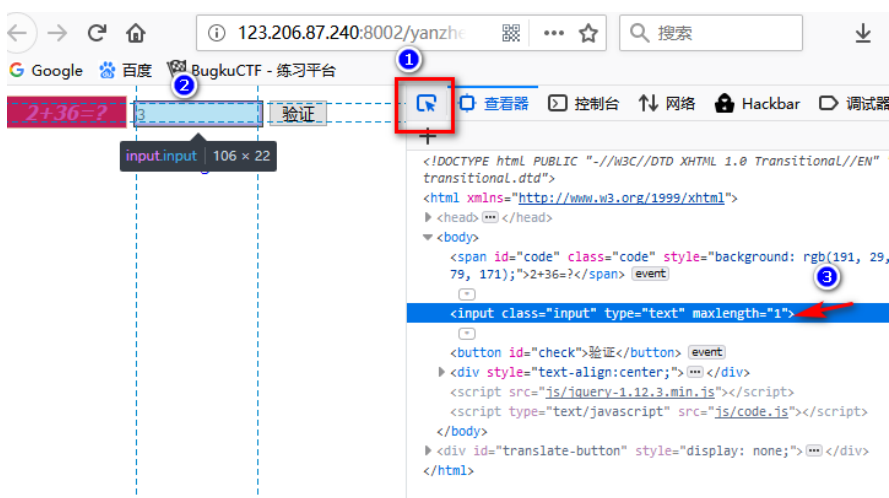 123.206.87.240:8002/yanzhe
搜索
Google 百度 BugkuCTF - 练习平台
1
2
2+36=? 3 验证
input.input 106 × 22
查看器 控制台 网络 Hackbar 调试器
<!DOCTYPE html PUBLIC "-//W3C//DTD XHTML 1.0 Transitional//EN"
transitional.dtd">
<html xmlns="http://www.w3.org/1999/xhtml">
<head> </head>
<body>
<span id="code" class="code" style="background: rgb(191, 29,
79, 171);">2+36=?</span> event
3
<input class="input" type="text" maxlength="1">
<button id="check">验证</button> event
<div style="text-align:center;"> </div>
<script src="js/jquery-1.12.3.min.js"></script>
<script type="text/javascript" src="js/code.js"></script>
</body>
<div id="translate-button" style="display: none;"> </div>
</html>